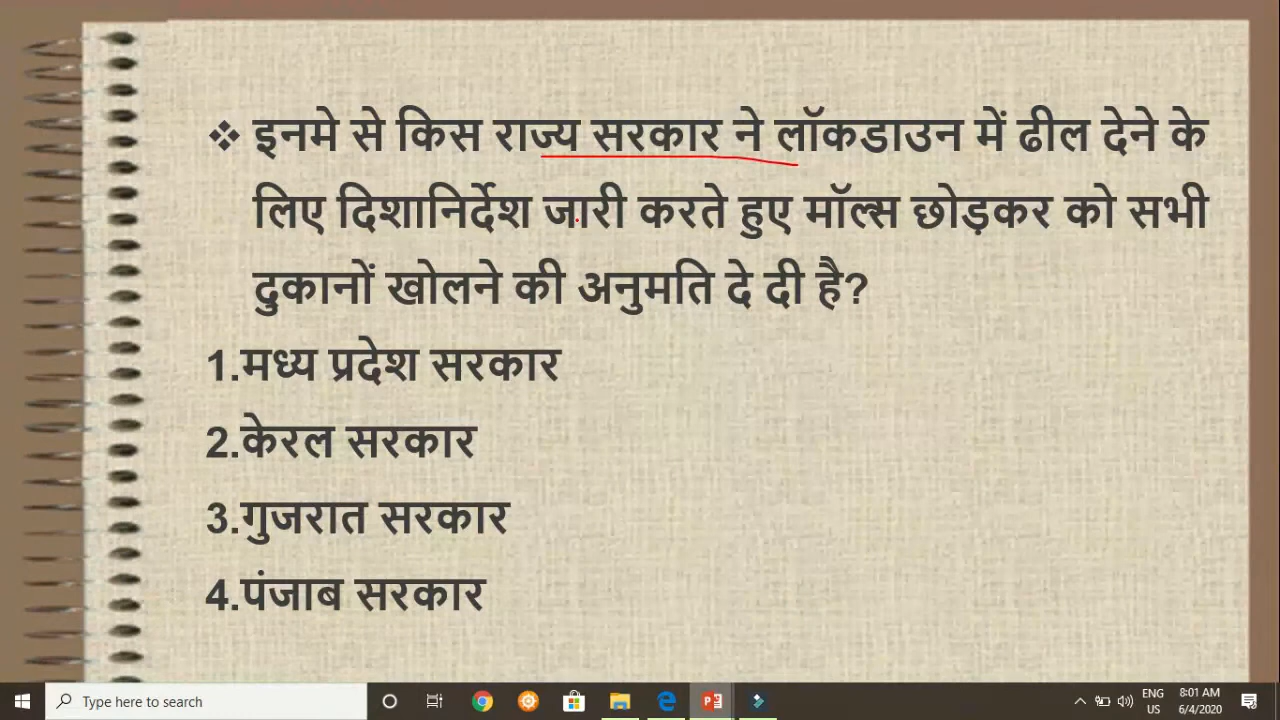 ❖ इनमे से किस राज्य सरकार ने लॉकडाउन में ढील देने के
लिए दिशानिर्देश जारी करते हुए मॉल्स छोड़कर को सभी
दुकानों खोलने की अनुमति दे दी है?
1.मध्य प्रदेश सरकार
2.केरल सरकार
3.गुजरात सरकार
4.पंजाब सरकार
Type here to search
ENG
US
8:01 AM
6/4/2020